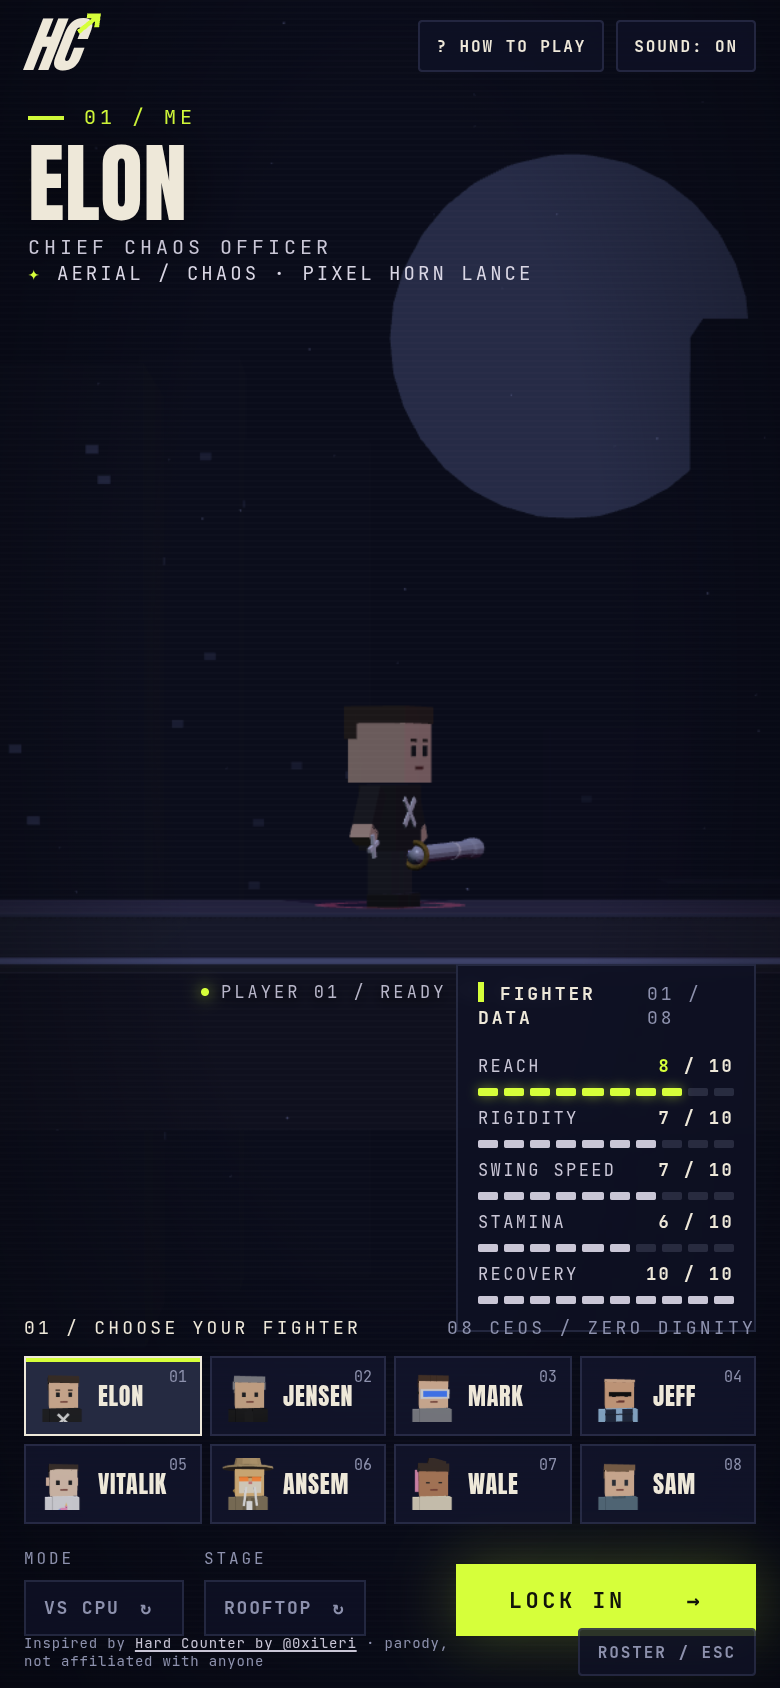 HC
? HOW TO PLAY
SOUND: ON
01 / ME
ELON
CHIEF CHAOS OFFICER
✦ AERIAL / CHAOS · PIXEL HORN LANCE
PLAYER 01 / READY
FIGHTER DATA
01 / 08
REACH 8 / 10
RIGIDITY 7 / 10
SWING SPEED 7 / 10
STAMINA 6 / 10
RECOVERY 10 / 10
01 / CHOOSE YOUR FIGHTER
08 CEOS / ZERO DIGNITY
ELON 01
JENSEN 02
MARK 03
JEFF 04
VITALIK 05
ANSEM 06
WALE 07
SAM 08
MODE
STAGE
VS CPU ↻
ROOFTOP ↻
LOCK IN →
Inspired by Hard Counter by @0xileri · parody,
not affiliated with anyone
ROSTER / ESC